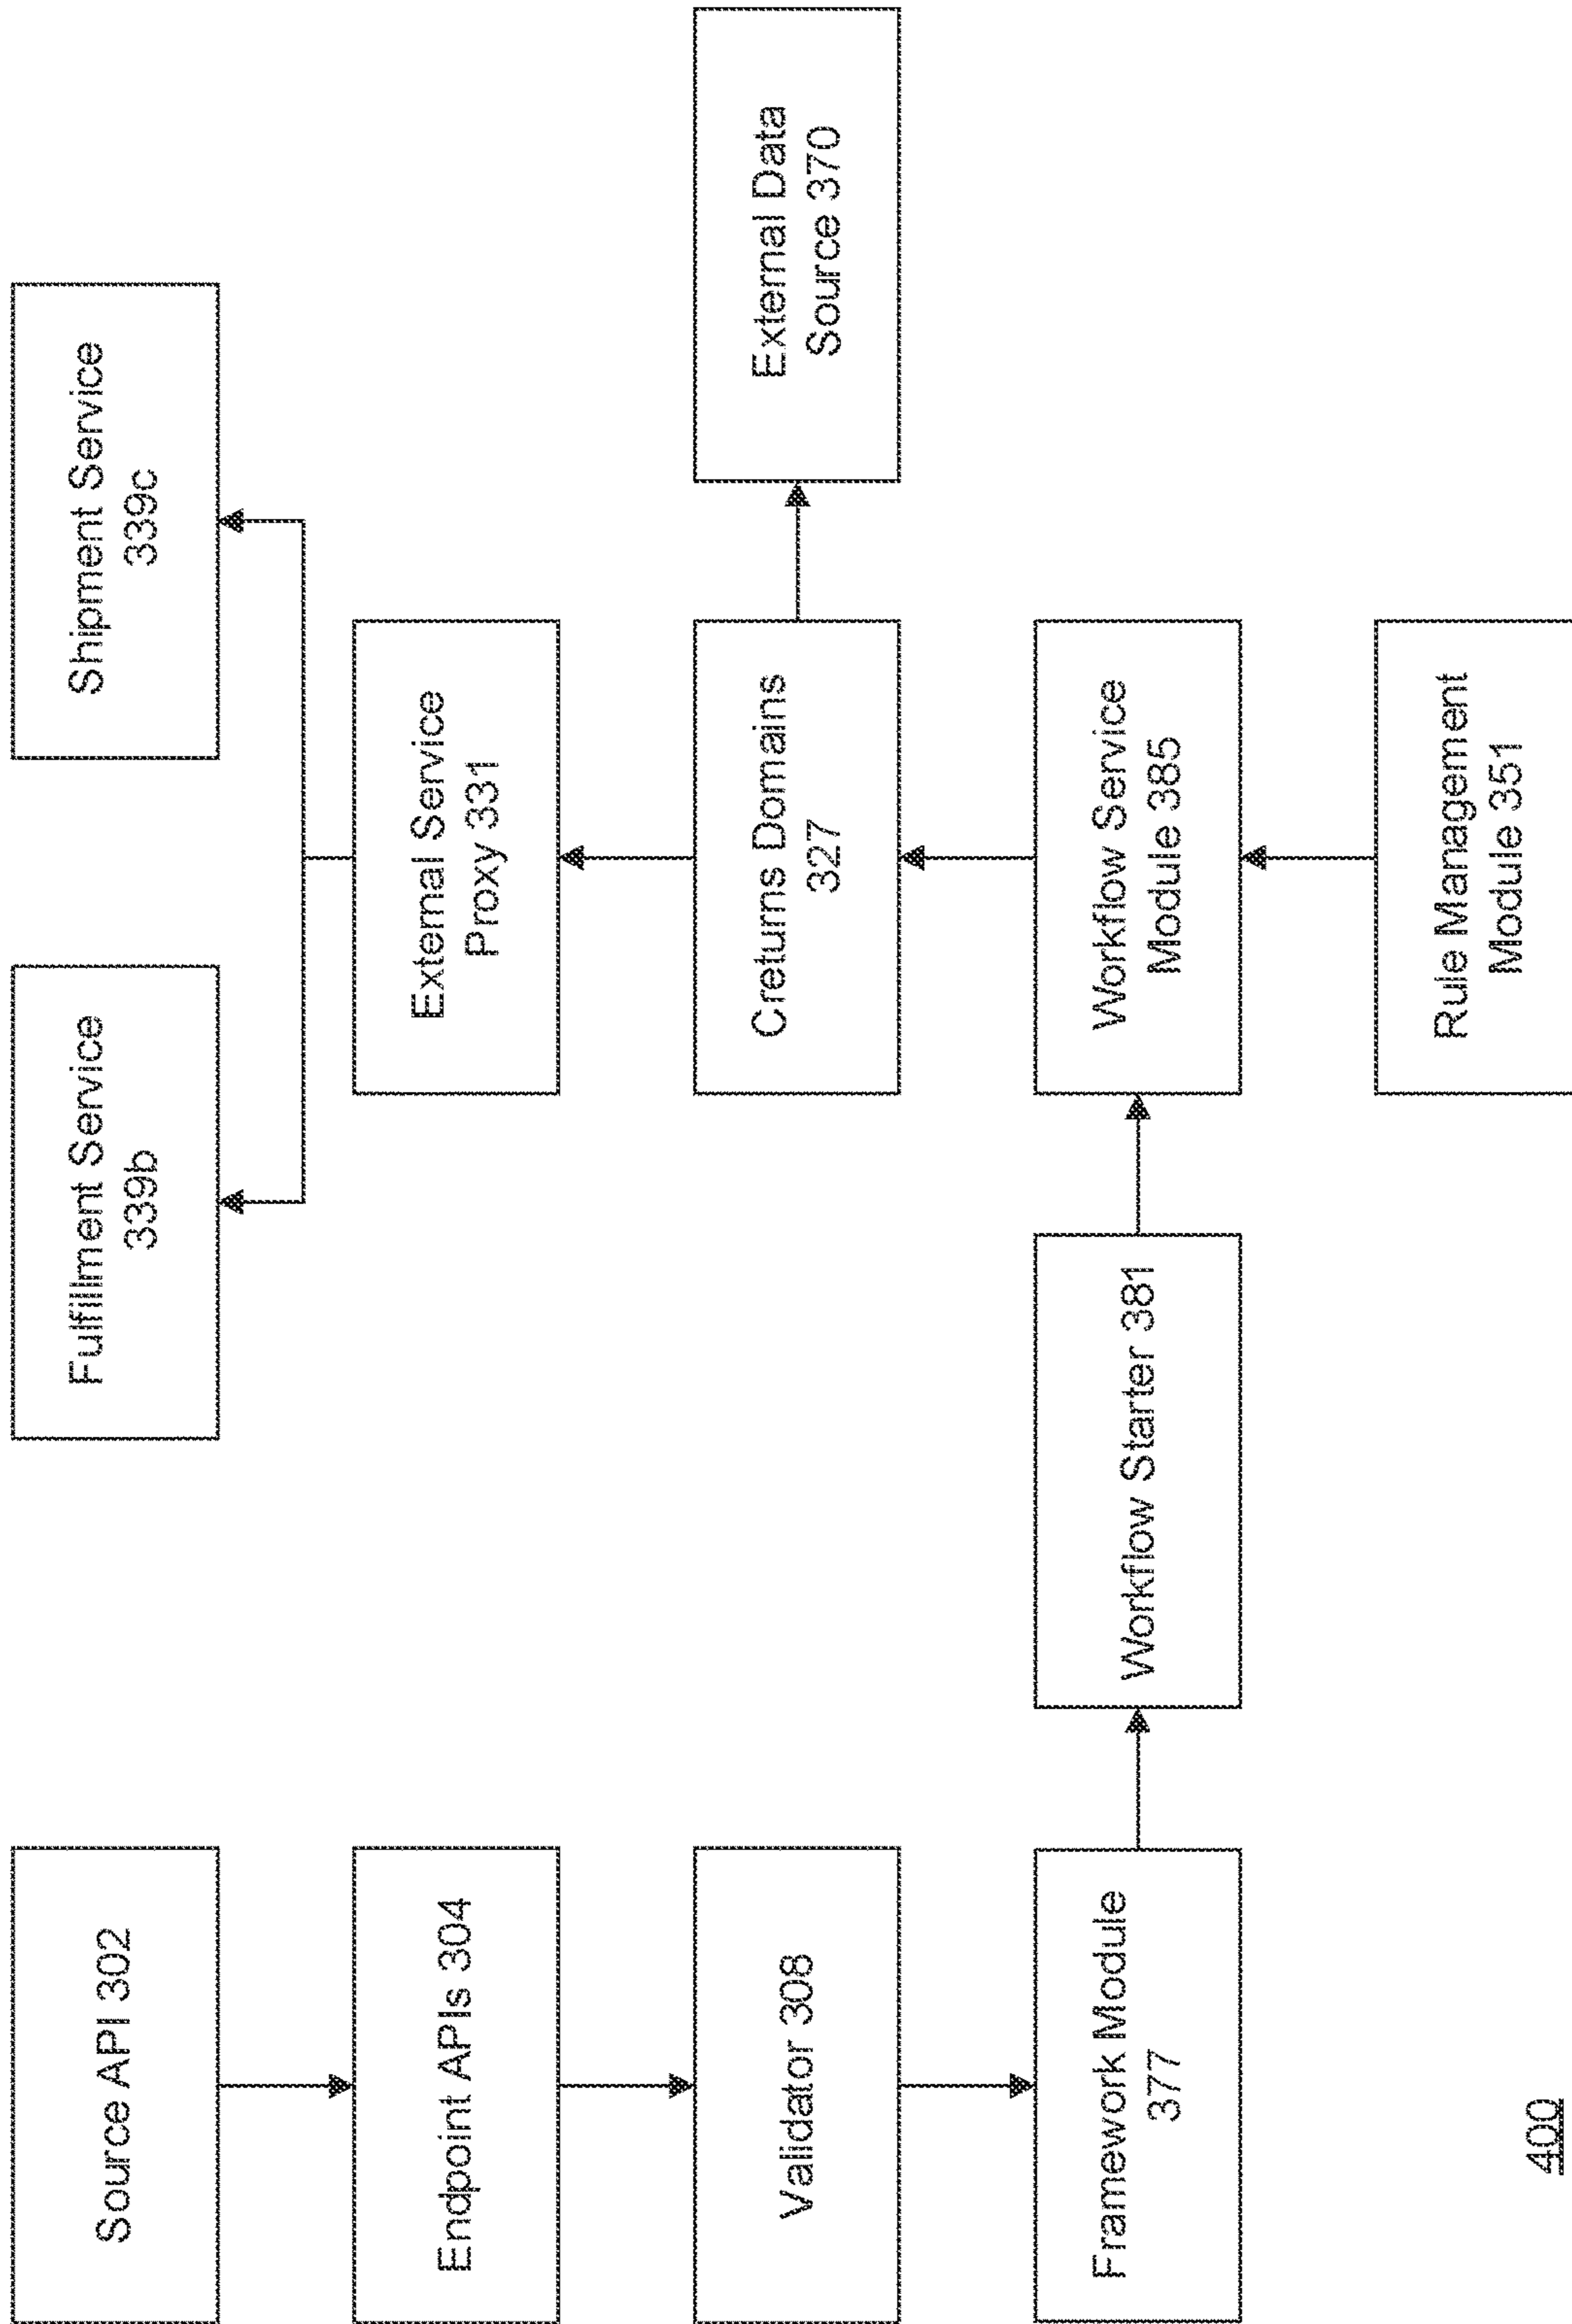 Source API 302
Endpoint APIs 304
Validator 308
Framework Module
377
Workflow Starter 381
Fulfillment Service
339b
Shipment Service
339c
External Service
Proxy 331
Creturns Domains
327
External Data
Source 370
Workflow Service
Module 385
Rule Management
Module 351
400